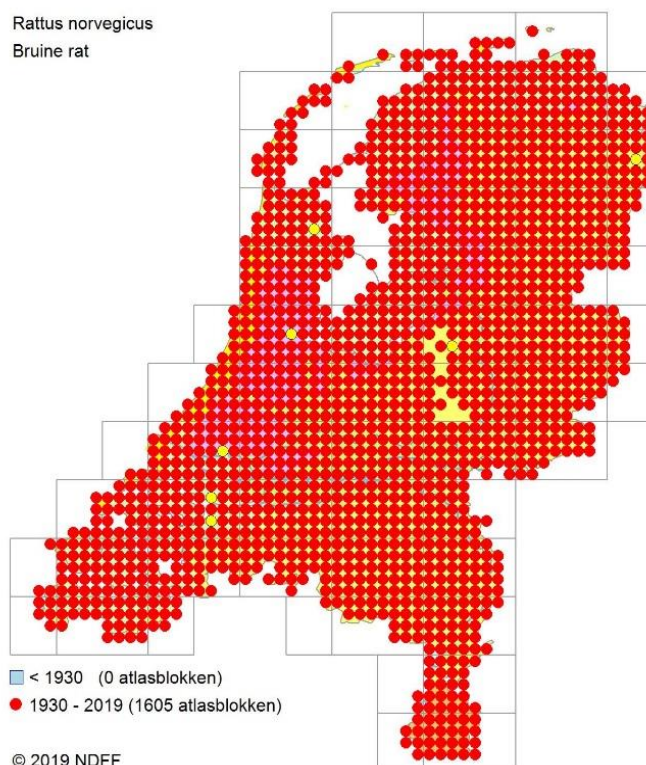 Rattus norvegicus
Bruine rat
< 1930 (0 atlasblokken)
1930 - 2019 (1605 atlasblokken)
© 2019 NDFF